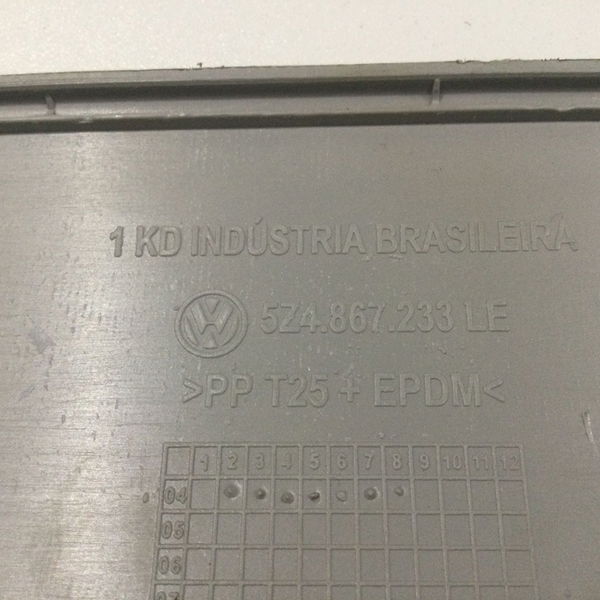 1 KD INDÚSTRIA BRASILEIRA
VW 5Z4.867.233 LE
>PP T25 + EPDM<
1 2 3 4 5 6 7 8 9 10 11 12
04
05
06
07